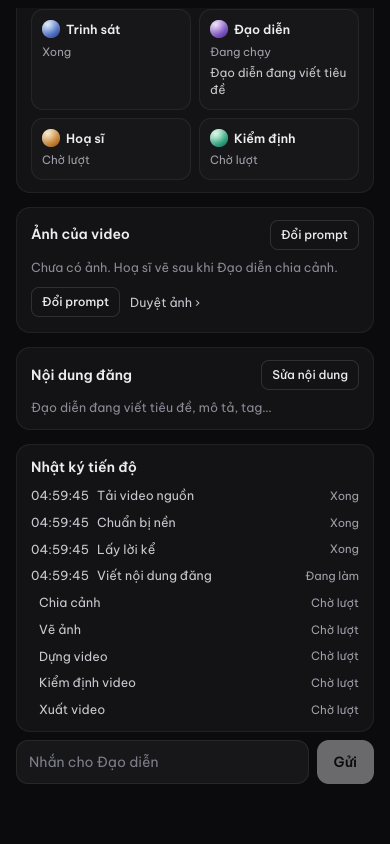 Trinh sát
Xong
Đạo diễn
Đang chạy
Đạo diễn đang viết tiêu
đề
Hoạ sĩ
Chờ lượt
Kiểm định
Chờ lượt
Ảnh của video
Đổi prompt
Chưa có ảnh. Hoạ sĩ vẽ sau khi Đạo diễn chia cảnh.
Đổi prompt
Duyệt ảnh ›
Nội dung đăng
Sửa nội dung
Đạo diễn đang viết tiêu đề, mô tả, tag…
Nhật ký tiến độ
04:59:45 Tải video nguồn Xong
04:59:45 Chuẩn bị nền Xong
04:59:45 Lấy lời kể Xong
04:59:45 Viết nội dung đăng Đang làm
Chia cảnh Chờ lượt
Vẽ ảnh Chờ lượt
Dựng video Chờ lượt
Kiểm định video Chờ lượt
Xuất video Chờ lượt
Nhắn cho Đạo diễn
Gửi